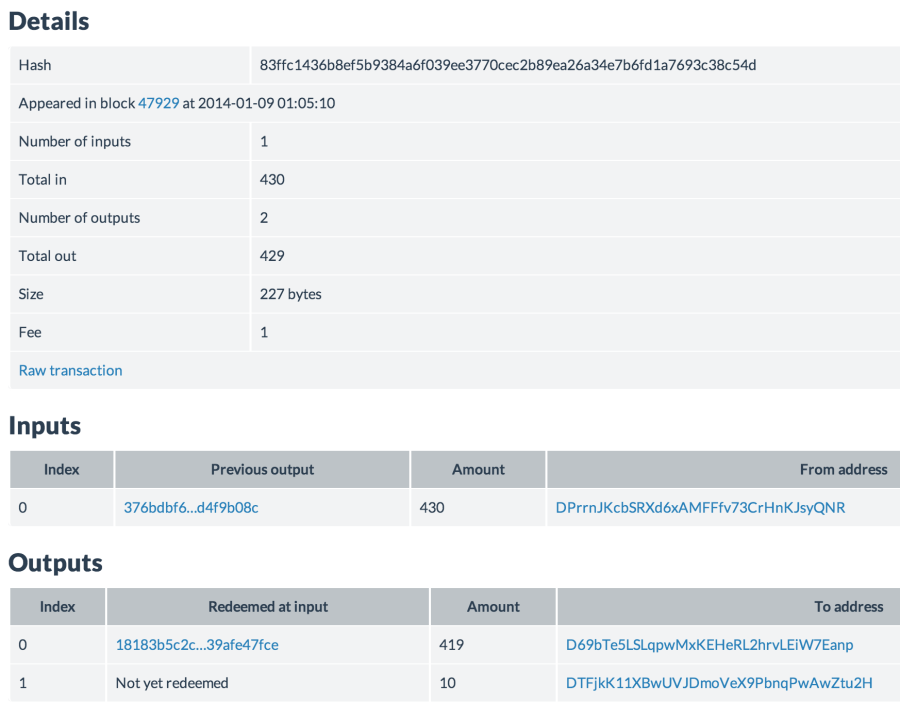 Details
Hash 83ffc1436b8ef5b9384a6f039ee3770cec2b89ea26a34e7b6fd1a7693c38c54d
Appeared in block 47929 at 2014-01-09 01:05:10
Number of inputs 1
Total in 430
Number of outputs 2
Total out 429
Size 227 bytes
Fee 1
Raw transaction
Inputs
Index Previous output Amount From address
0 376bdbf6...d4f9b08c 430 DPrrnJKcbSRXd6xAMFFfv73CrHnKJsyQNR
Outputs
Index Redeemed at input Amount To address
0 18183b5c2c...39afe47fce 419 D69bTe5LSLqpwMxKEHeRL2hrvLEiW7Eanp
1 Not yet redeemed 10 DTFjkK11XBwUVJDmoVeX9PbnqPwAwZtu2H